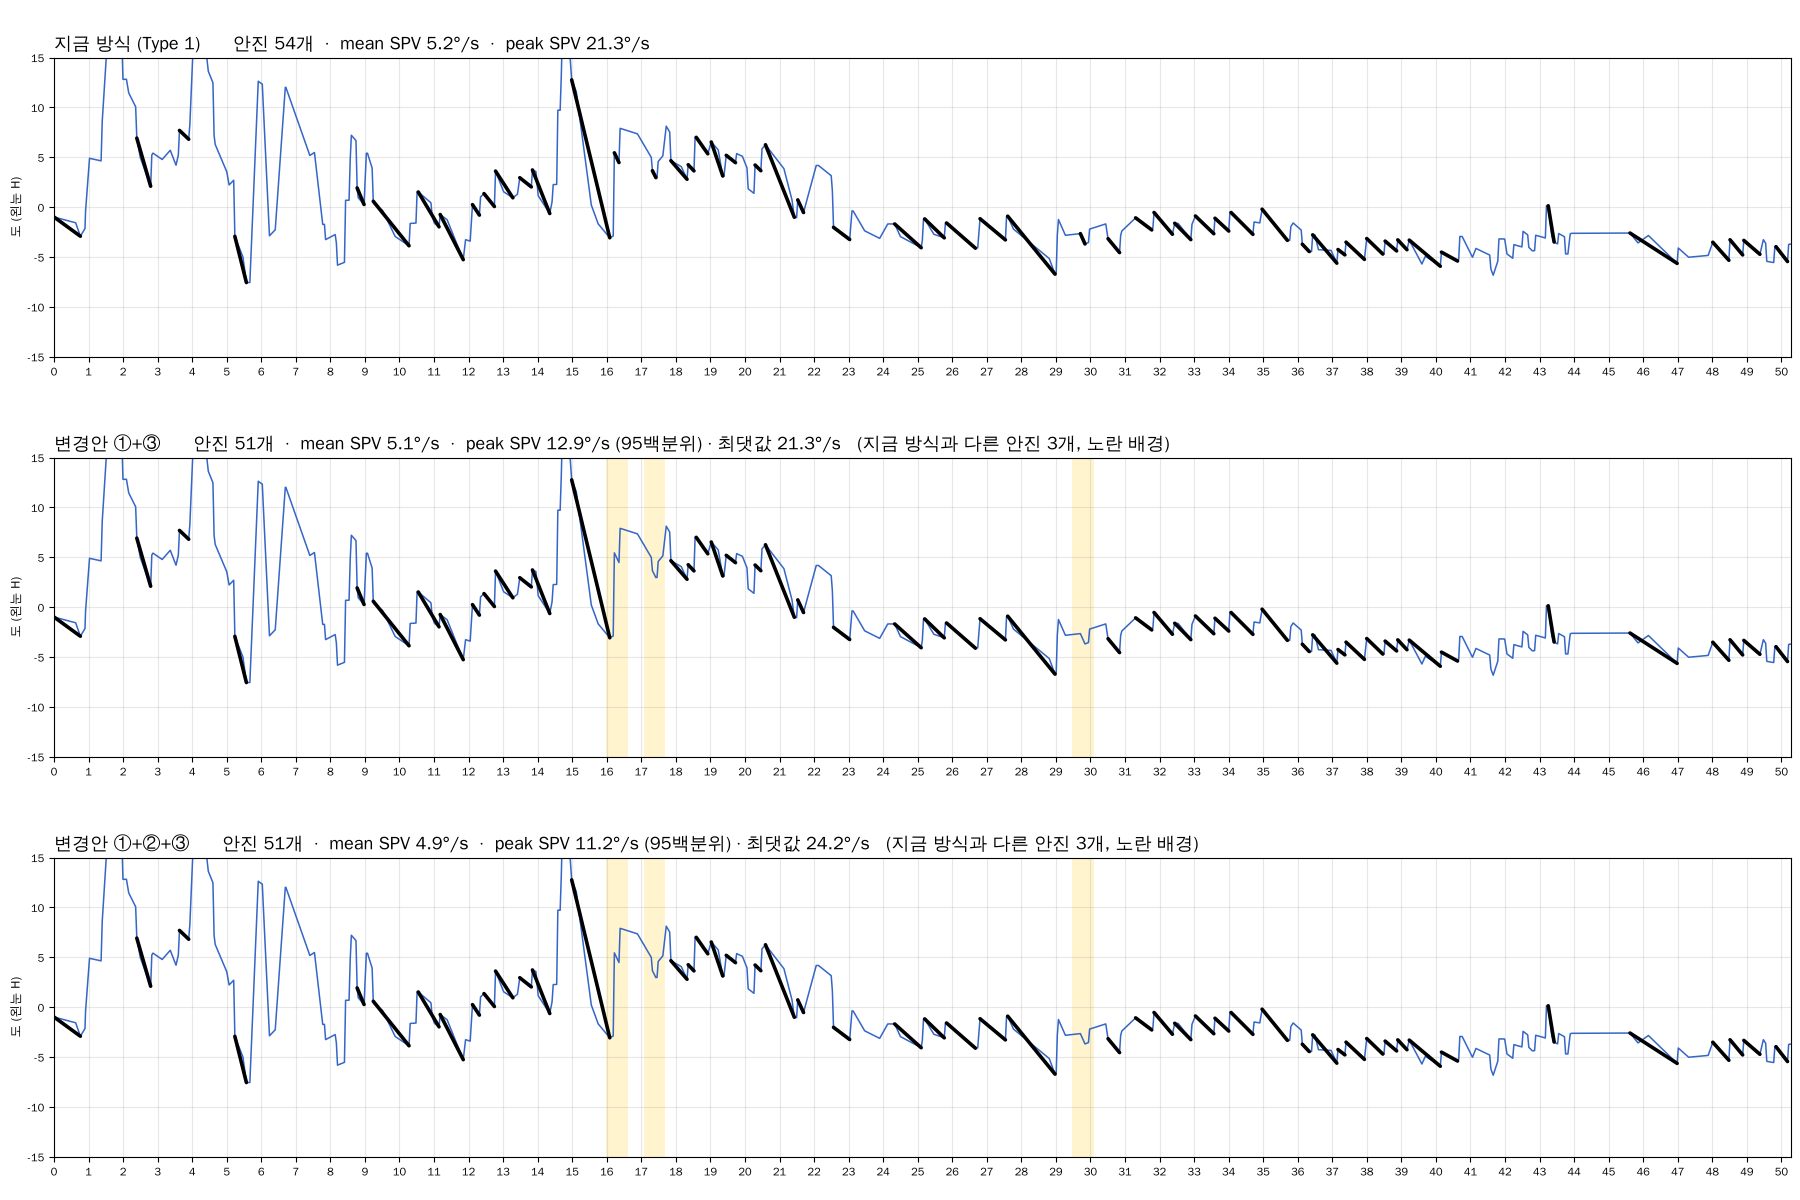 지금 방식 (Type 1) 안진 54개 · mean SPV 5.2°/s · peak SPV 21.3°/s
15
10
5
0
-5
-10
-15
도 (왼눈 H)
0 1 2 3 4 5 6 7 8 9 10 11 12 13 14 15 16 17 18 19 20 21 22 23 24 25 26 27 28 29 30 31 32 33 34 35 36 37 38 39 40 41 42 43 44 45 46 47 48 49 50
변경안 ①+③ 안진 51개 · mean SPV 5.1°/s · peak SPV 12.9°/s (95백분위) · 최댓값 21.3°/s (지금 방식과 다른 안진 3개, 노란 배경)
15
10
5
0
-5
-10
-15
도 (왼눈 H)
0 1 2 3 4 5 6 7 8 9 10 11 12 13 14 15 16 17 18 19 20 21 22 23 24 25 26 27 28 29 30 31 32 33 34 35 36 37 38 39 40 41 42 43 44 45 46 47 48 49 50
변경안 ①+②+③ 안진 51개 · mean SPV 4.9°/s · peak SPV 11.2°/s (95백분위) · 최댓값 24.2°/s (지금 방식과 다른 안진 3개, 노란 배경)
15
10
5
0
-5
-10
-15
도 (왼눈 H)
0 1 2 3 4 5 6 7 8 9 10 11 12 13 14 15 16 17 18 19 20 21 22 23 24 25 26 27 28 29 30 31 32 33 34 35 36 37 38 39 40 41 42 43 44 45 46 47 48 49 50